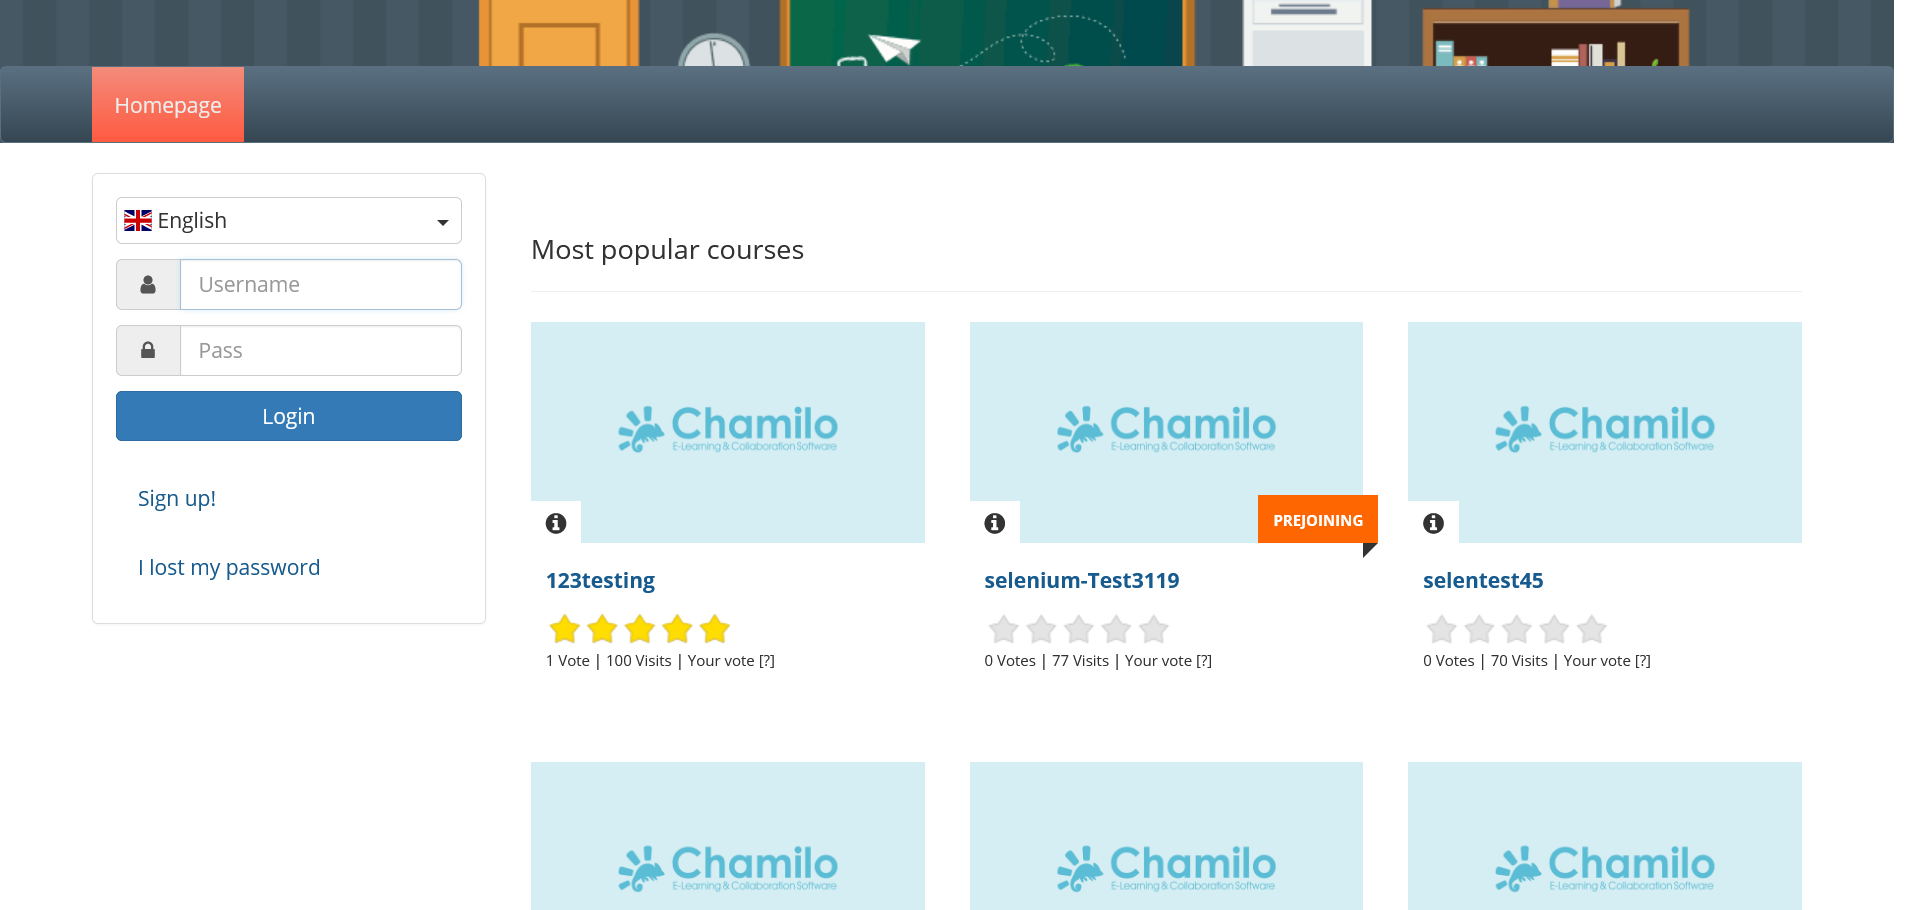 Homepage
English
Username
Pass
Login
Sign up!
I lost my password
Most popular courses
Chamilo
E-Learning & Collaboration Software
Chamilo
E-Learning & Collaboration Software
Chamilo
E-Learning & Collaboration Software
PREJOINING
123testing
selenium-Test3119
selentest45
1 Vote | 100 Visits | Your vote [?]
0 Votes | 77 Visits | Your vote [?]
0 Votes | 70 Visits | Your vote [?]
Chamilo
E-Learning & Collaboration Software
Chamilo
E-Learning & Collaboration Software
Chamilo
E-Learning & Collaboration Software